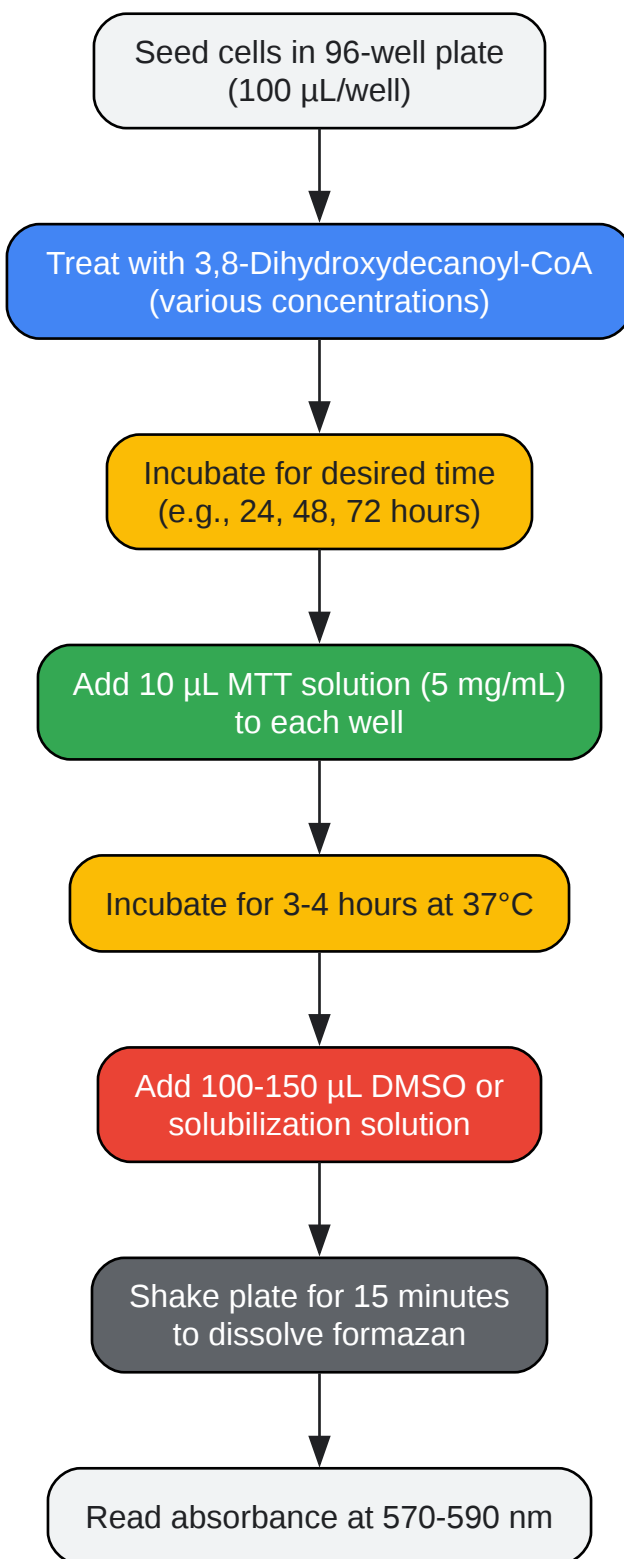 Seed cells in 96-well plate
(100 µL/well)
Treat with 3,8-Dihydroxydecanoyl-CoA
(various concentrations)
Incubate for desired time
(e.g., 24, 48, 72 hours)
Add 10 µL MTT solution (5 mg/mL)
to each well
Incubate for 3-4 hours at 37°C
Add 100-150 µL DMSO or
solubilization solution
Shake plate for 15 minutes
to dissolve formazan
Read absorbance at 570-590 nm